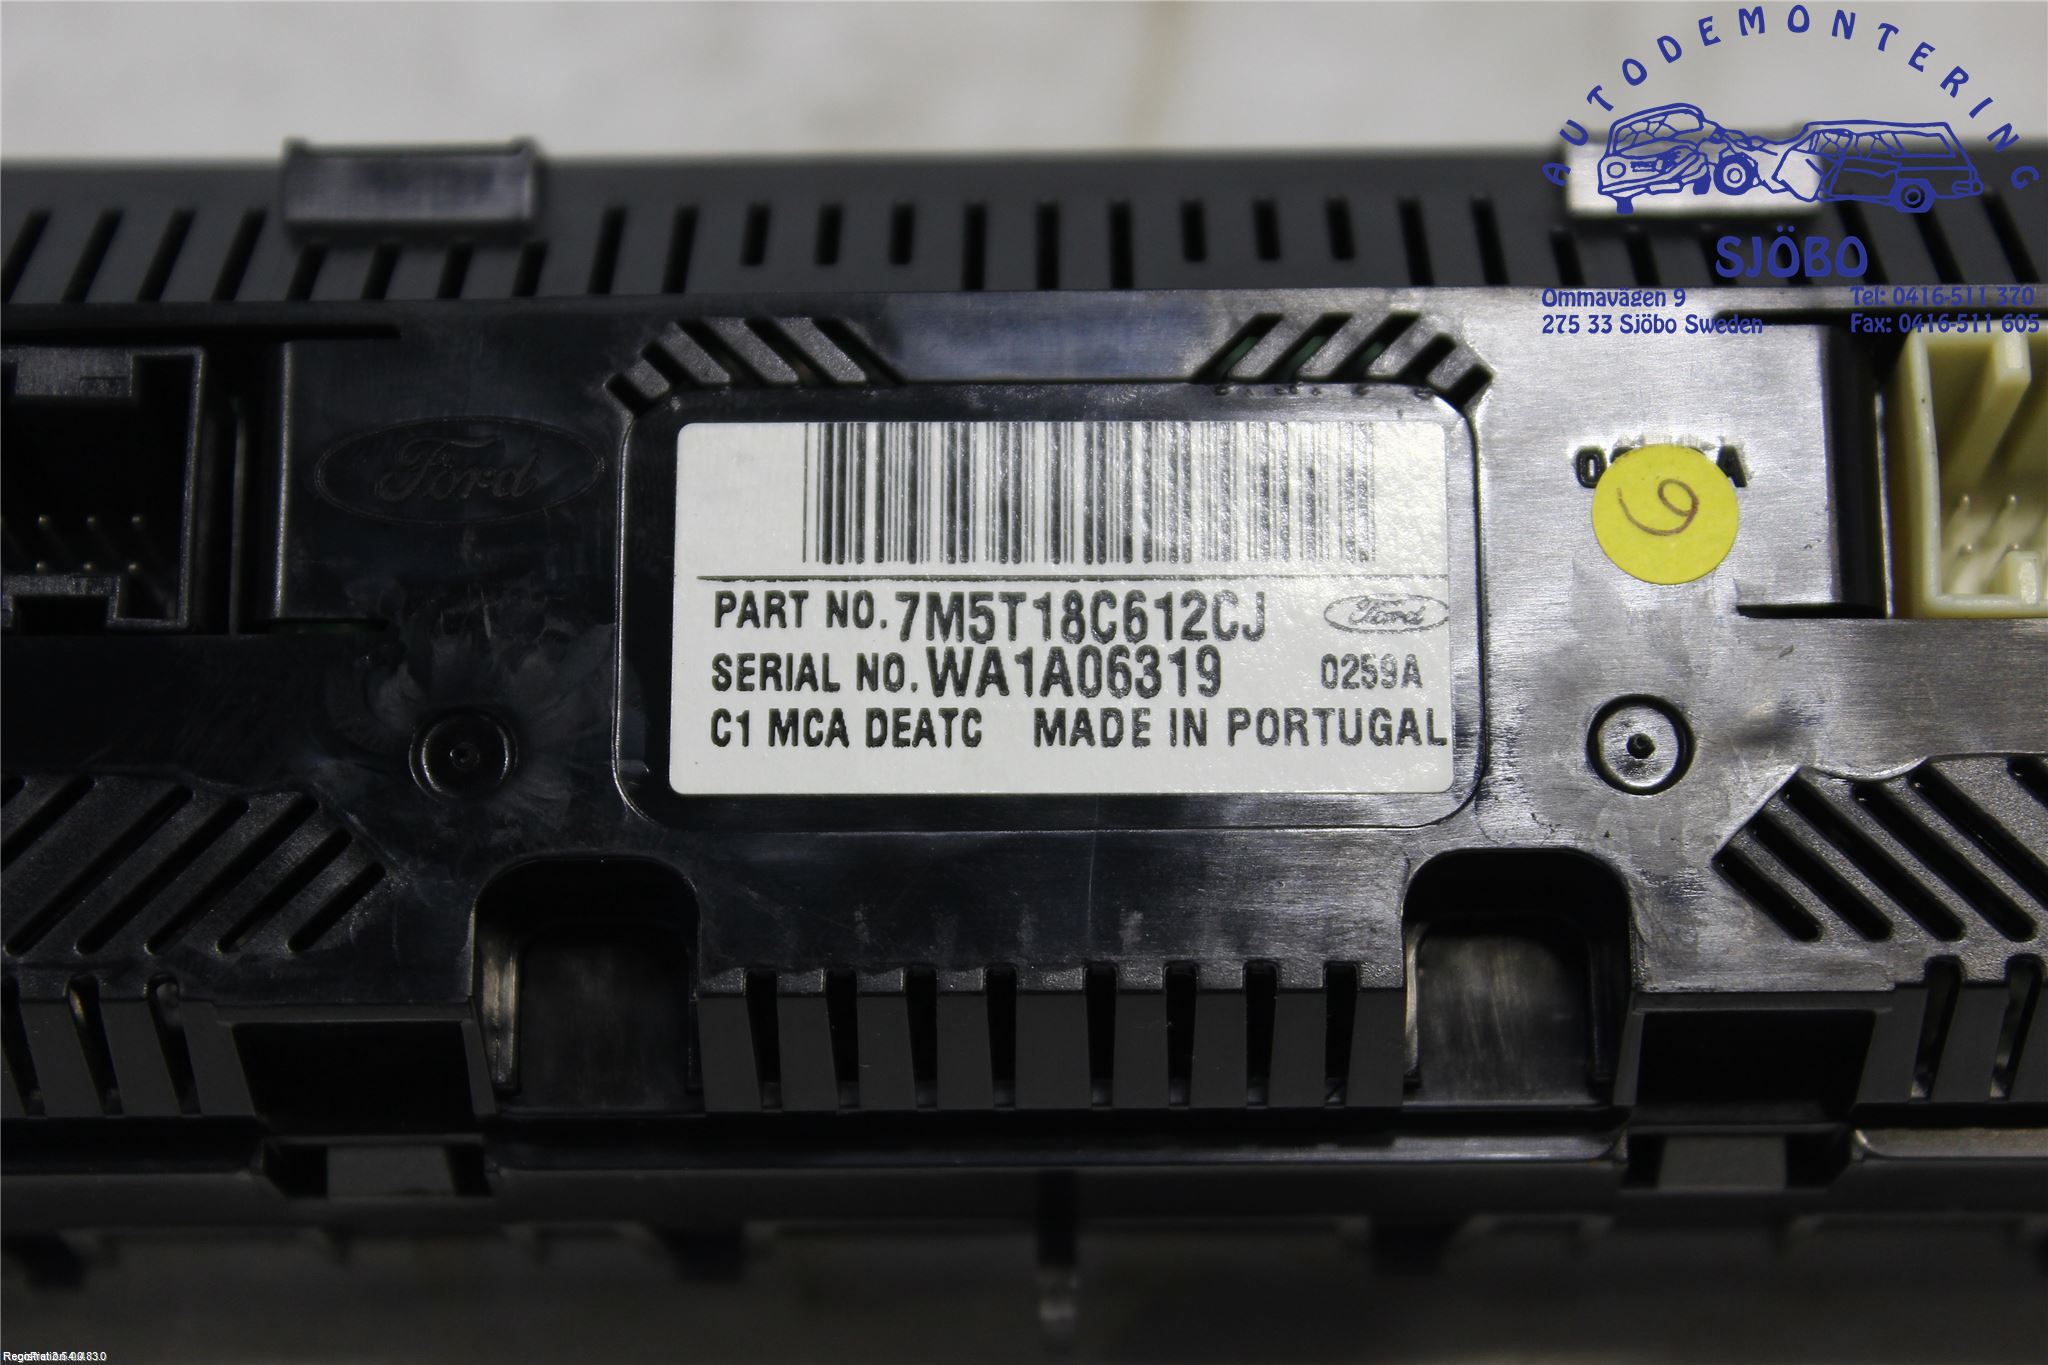 AUTODEMONTERING
SJÖBO
Ommavägen 9
Tel: 0416-511 370
275 33 Sjöbo Sweden
Fax: 0416-511 605
Ford
6
PART NO. 7M5T18C612CJ
Ford
SERIAL NO. WA1A06319 0259A
C1 MCA DEATC MADE IN PORTUGAL